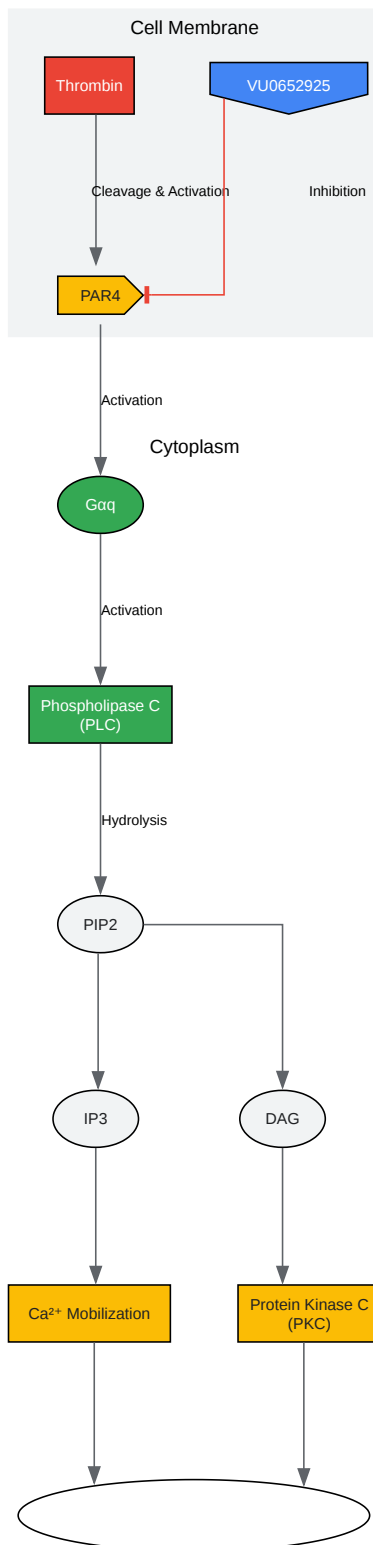 Cell Membrane
Thrombin
VU0652925
Cleavage & Activation
Inhibition
PAR4
Activation
Cytoplasm
Gαq
Activation
Phospholipase C
(PLC)
Hydrolysis
PIP2
IP3
DAG
Ca²⁺ Mobilization
Protein Kinase C
(PKC)